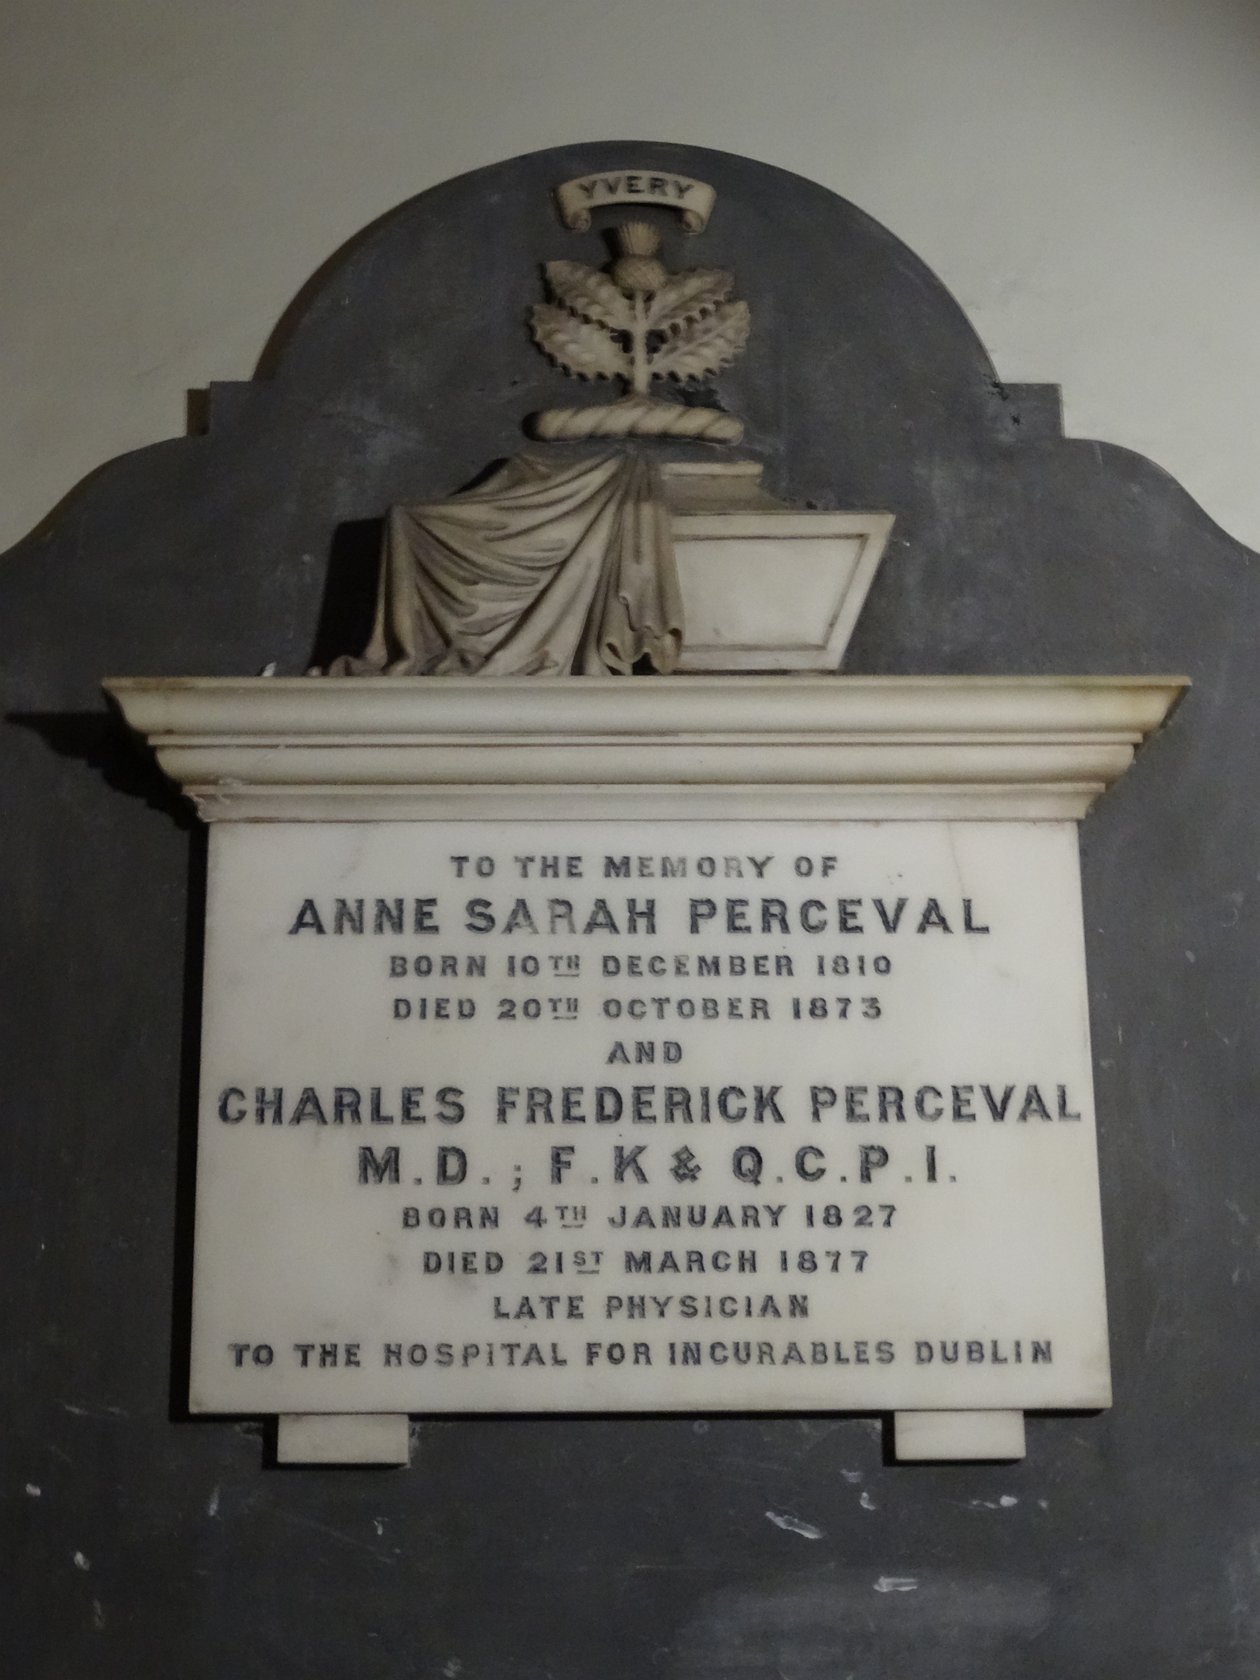 YVERY
TO THE MEMORY OF
ANNE SARAH PERCEVAL
BORN 10TH DECEMBER 1810
DIED 20TH OCTOBER 1873
AND
CHARLES FREDERICK PERCEVAL
M.D.; F.K & Q.C.P.I.
BORN 4TH JANUARY 1827
DIED 21ST MARCH 1877
LATE PHYSICIAN
TO THE HOSPITAL FOR INCURABLES DUBLIN